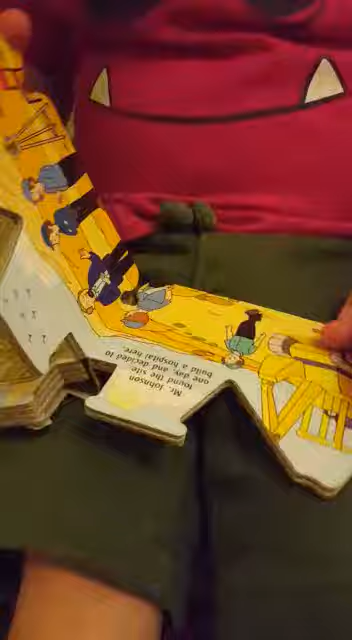 Mr. Johnson
found the site
one day, and decided to
build a hospital here.